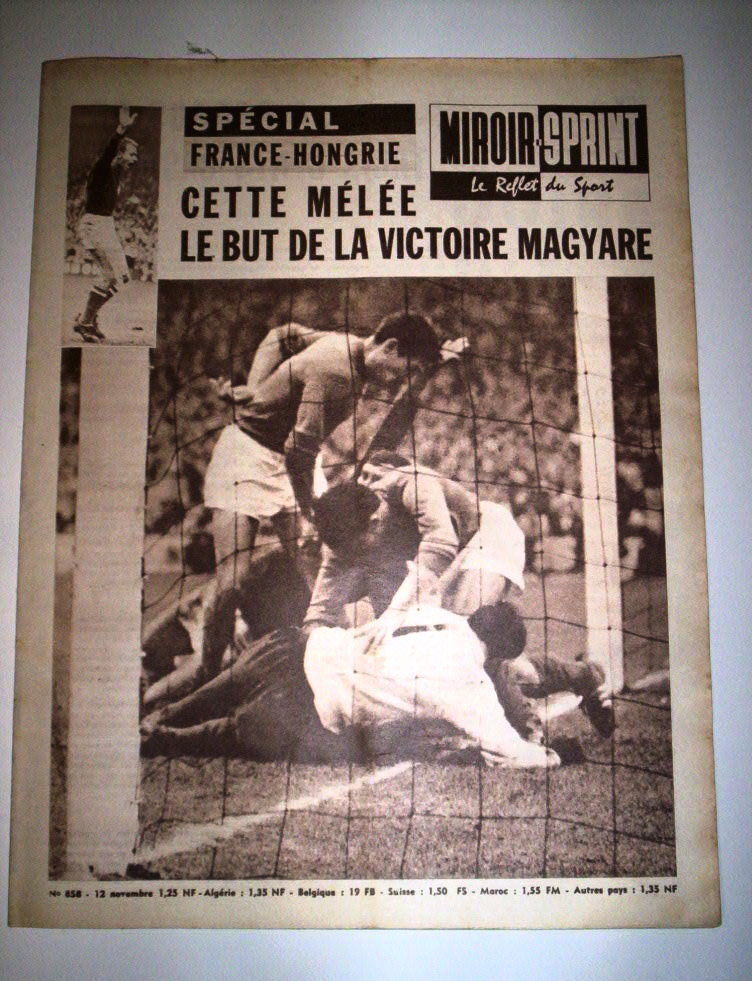 SPÉCIAL
FRANCE-HONGRIE
MIROIR-SPRINT
Le Reflet du Sport
CETTE MÉLÉE
LE BUT DE LA VICTOIRE MAGYARE
No 858 - 12 novembre 1,25 NF - Algérie : 1,35 NF - Belgique : 19 FB - Suisse : 1,50 FS - Maroc : 1,55 FM - Autres pays : 1,35 NF